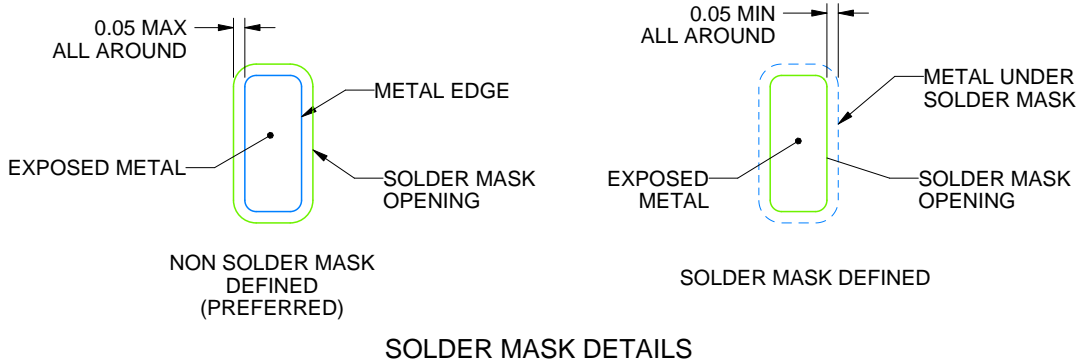 0.05 MAX
ALL AROUND
METAL EDGE
EXPOSED METAL
SOLDER MASK
OPENING
NON SOLDER MASK
DEFINED
(PREFERRED)
0.05 MIN
ALL AROUND
METAL UNDER
SOLDER MASK
EXPOSED
METAL
SOLDER MASK
OPENING
SOLDER MASK DEFINED
SOLDER MASK DETAILS